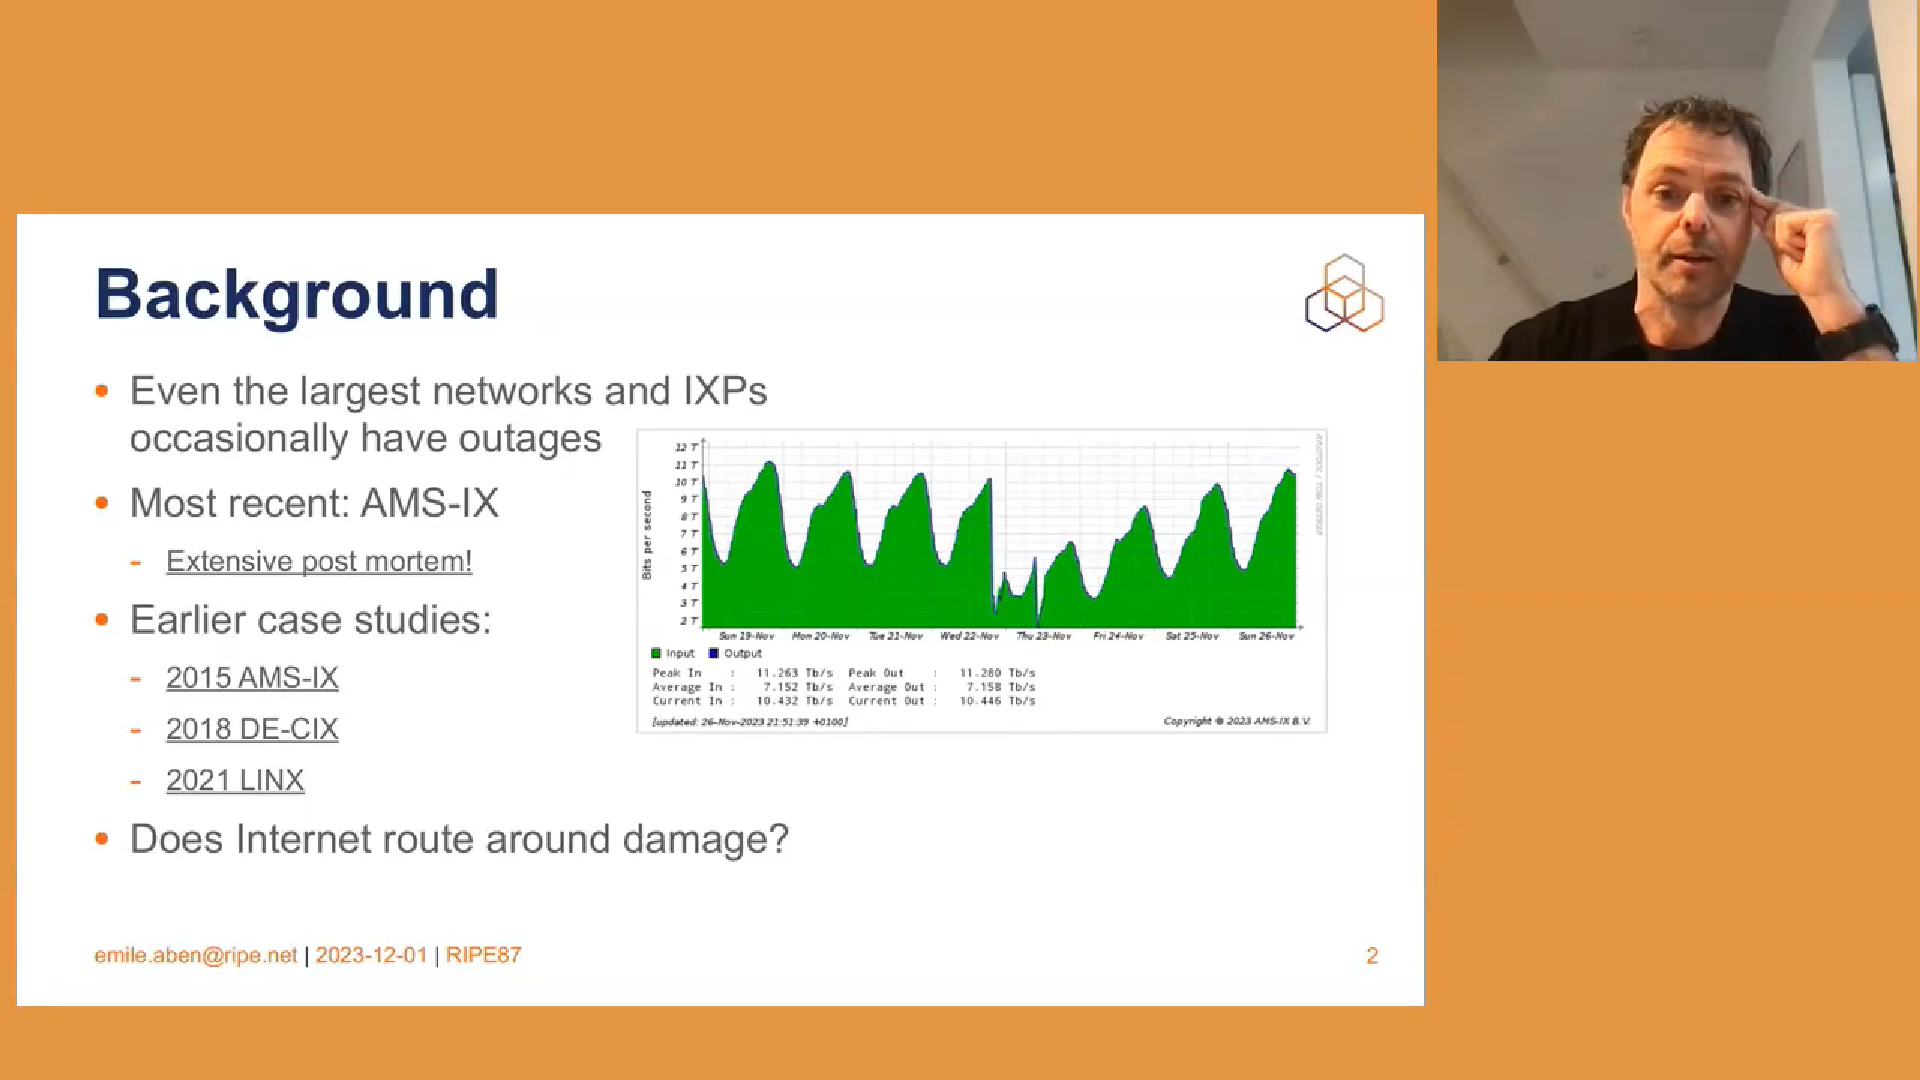 Background
Even the largest networks and IXPs
occasionally have outages
Most recent: AMS-IX
- Extensive post mortem!
Earlier case studies:
- 2015 AMS-IX
- 2018 DE-CIX
- 2021 LINX
Does Internet route around damage?
Bits per second
12 T
11 T
10 T
9 T
8 T
7 T
6 T
5 T
4 T
3 T
2 T
Sun 19-Nov Mon 20-Nov Tue 21-Nov Wed 22-Nov Thu 23-Nov Fri 24-Nov Sat 25-Nov Sun 26-Nov
Input Output
Peak In : 11.263 Tb/s Peak Out : 11.280 Tb/s
Average In : 7.152 Tb/s Average Out : 7.158 Tb/s
Current In : 10.432 Tb/s Current Out : 10.446 Tb/s
[updated: 26-Nov-2023 21:51:39 +0100] Copyright © 2023 AMS-IX B.V.
emile.aben@ripe.net | 2023-12-01 | RIPE87
2